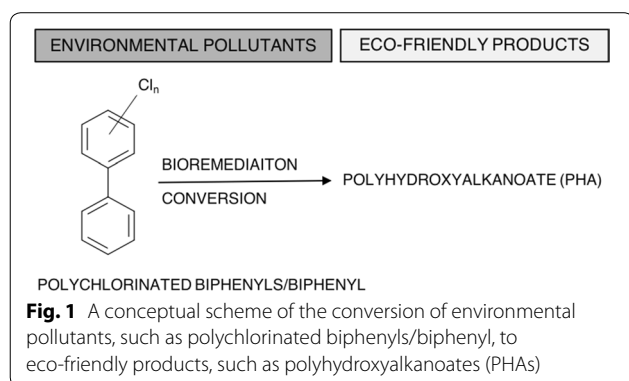 ENVIRONMENTAL POLLUTANTS
ECO-FRIENDLY PRODUCTS
Cln
BIOREMEDIAITON
CONVERSION
POLYHYDROXYALKANOATE (PHA)
POLYCHLORINATED BIPHENYLS/BIPHENYL
Fig. 1 A conceptual scheme of the conversion of environmental
pollutants, such as polychlorinated biphenyls/biphenyl, to
eco-friendly products, such as polyhydroxyalkanoates (PHAs)